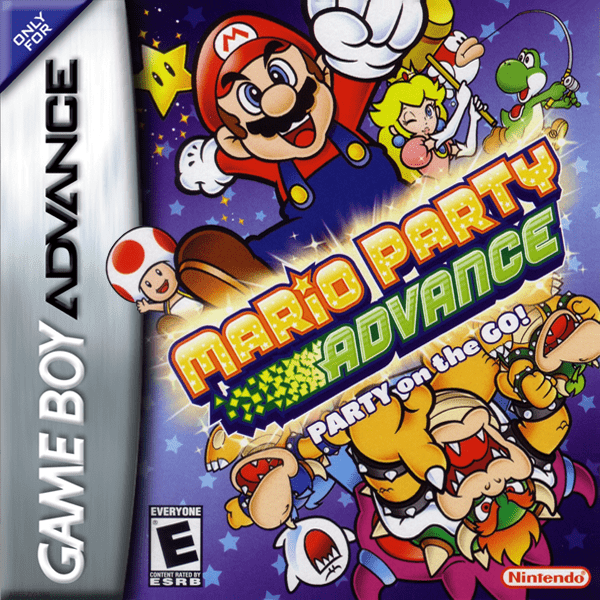 ONLY
FOR
GAME BOY ADVANCE
M
MARIO PARTY
ADVANCE
PARTY on the GO!
EVERYONE
E
CONTENT RATED BY
ESRB
Nintendo